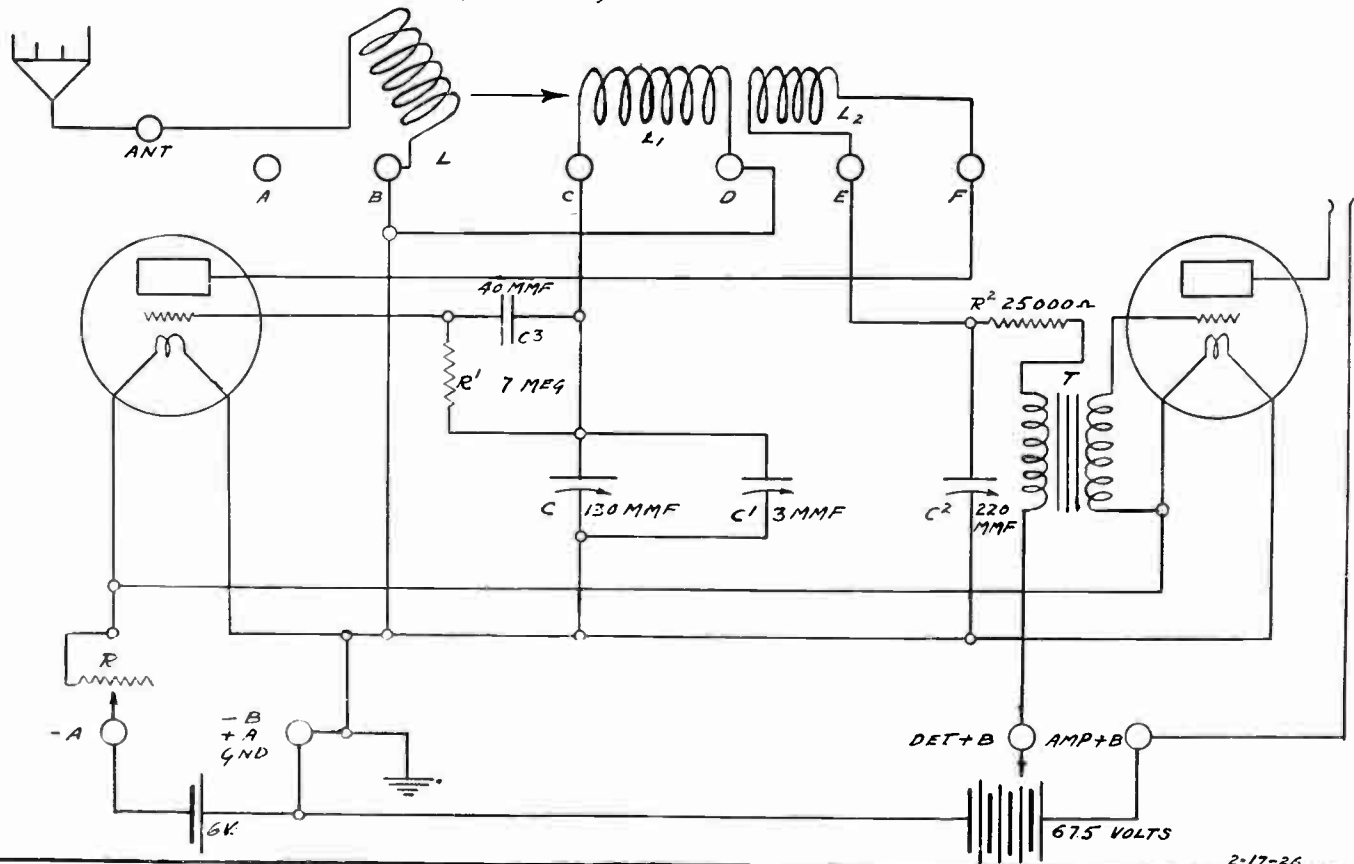 ANT
L
L1
L2
A
B
C
D
E
F
40 MMF
C3
R1 7 MEG
R2 25000Ω
T
C 130 MMF
C1 3 MMF
C2 220
MMF
R
-A
- B
+ A
GND
DET+B
AMP+B
6V.
67.5 VOLTS
2-17-26